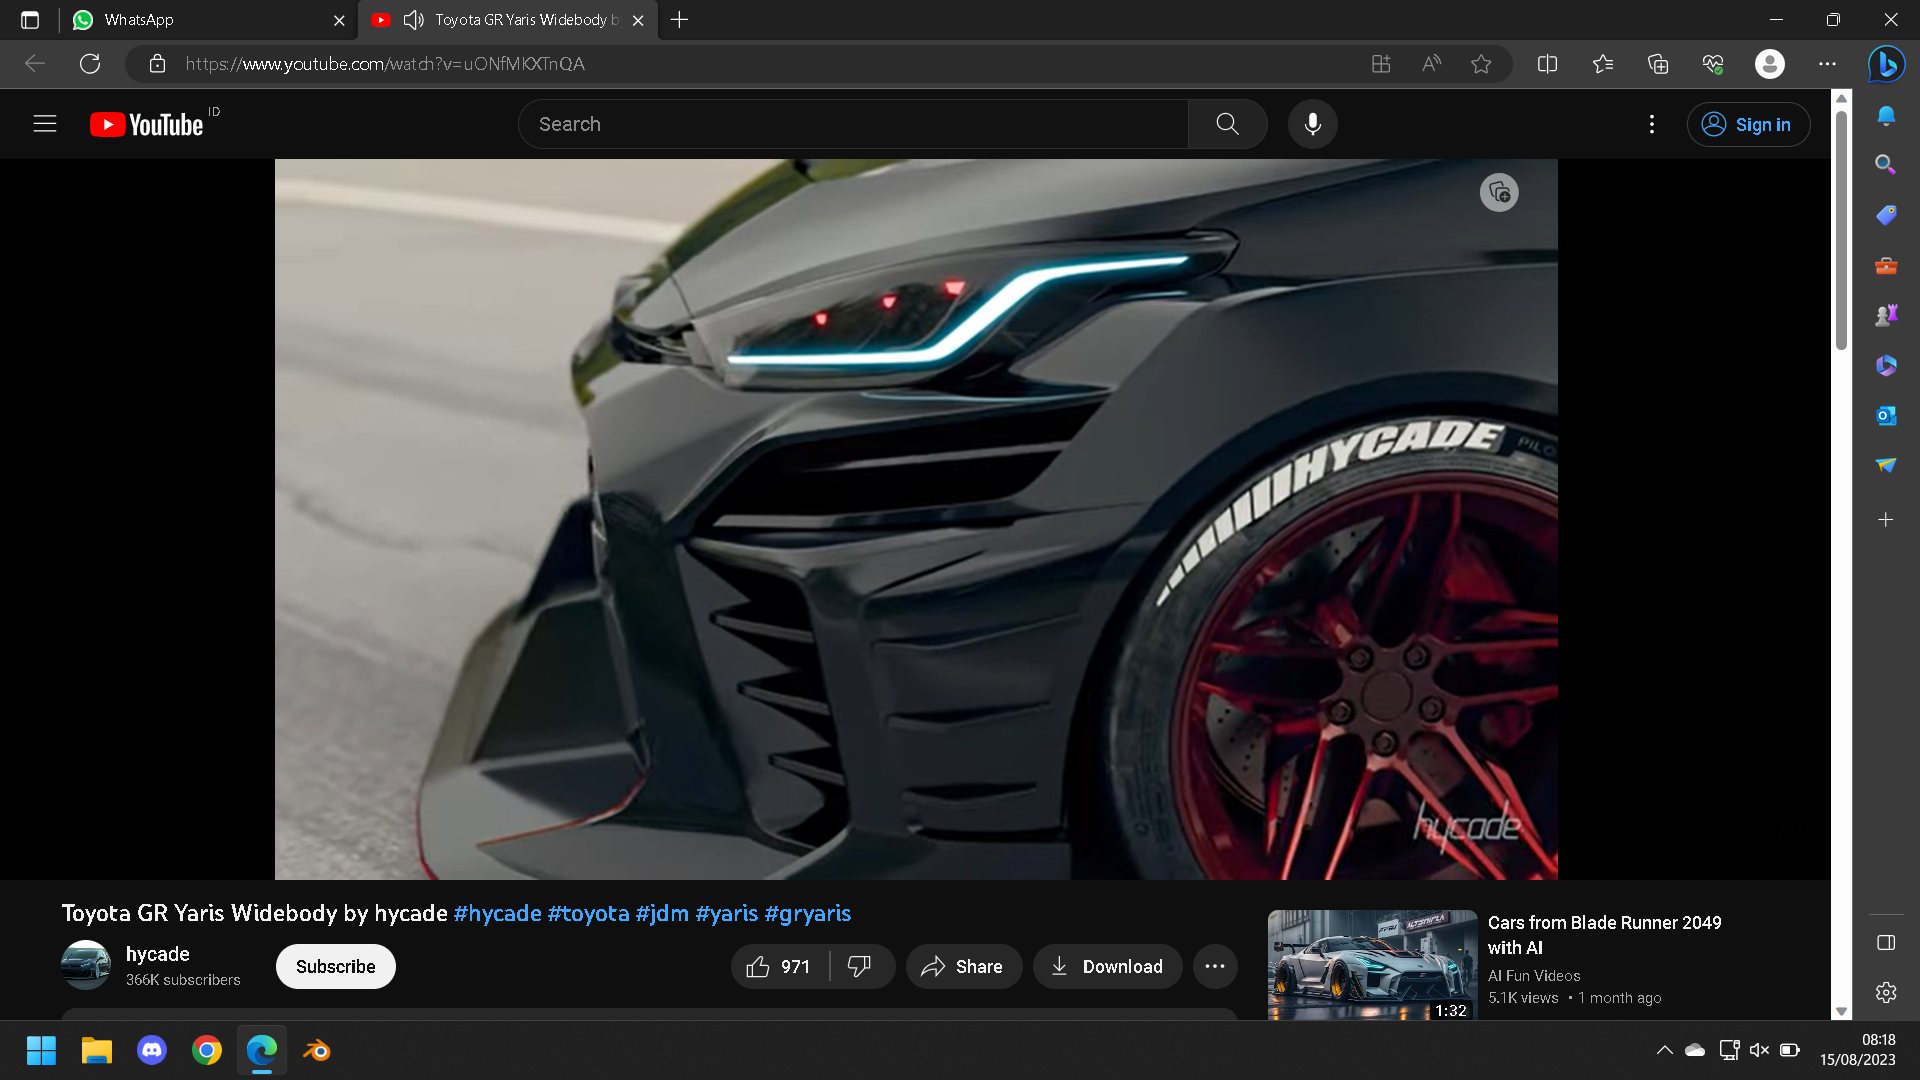 WhatsApp
Toyota GR Yaris Widebody b
https://www.youtube.com/watch?v=uONfMKXTnQA
YouTube ID
Search
Sign in
HYCADE PILO
hycade
Toyota GR Yaris Widebody by hycade #hycade #toyota #jdm #yaris #gryaris
hycade
366K subscribers
Subscribe
971
Share
Download
Cars from Blade Runner 2049
with AI
AI Fun Videos
5.1K views • 1 month ago
1:32
08:18
15/08/2023